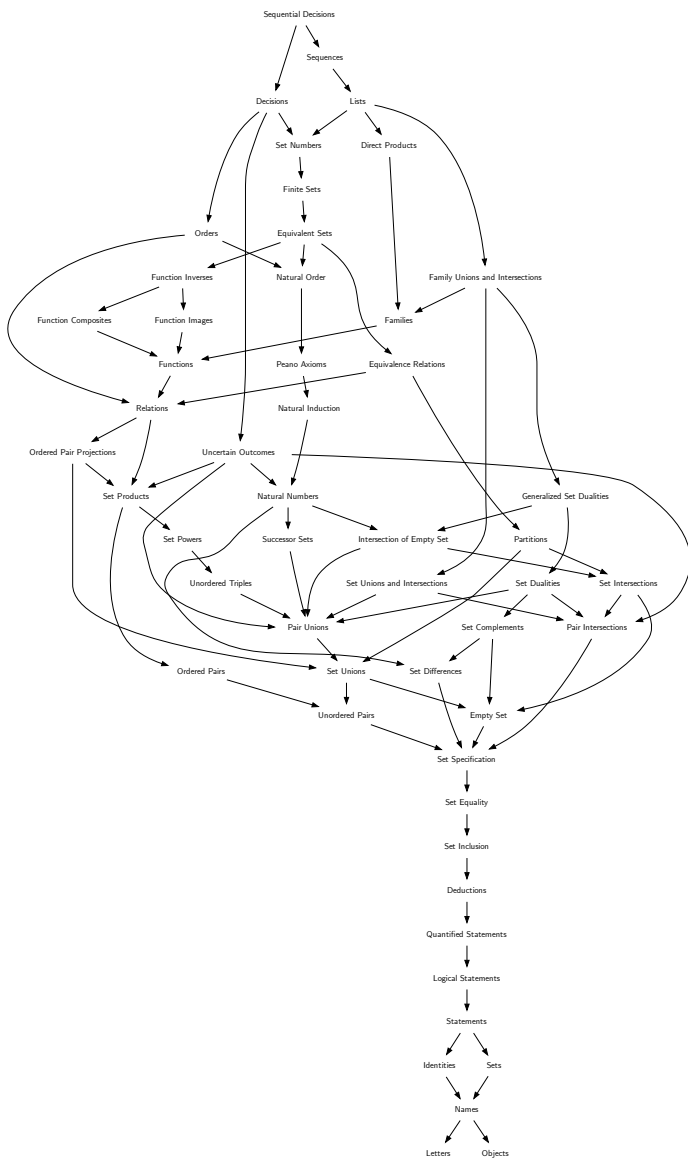 Sequential Decisions
Sequences
Decisions
Lists
Set Numbers
Direct Products
Finite Sets
Orders
Equivalent Sets
Function Inverses
Natural Order
Family Unions and Intersections
Function Composites
Function Images
Families
Functions
Peano Axioms
Equivalence Relations
Relations
Natural Induction
Ordered Pair Projections
Uncertain Outcomes
Set Products
Natural Numbers
Generalized Set Dualities
Set Powers
Successor Sets
Intersection of Empty Set
Partitions
Unordered Triples
Set Unions and Intersections
Set Dualities
Set Intersections
Pair Unions
Set Complements
Pair Intersections
Ordered Pairs
Set Unions
Set Differences
Unordered Pairs
Empty Set
Set Specification
Set Equality
Set Inclusion
Deductions
Quantified Statements
Logical Statements
Statements
Identities
Sets
Names
Letters
Objects